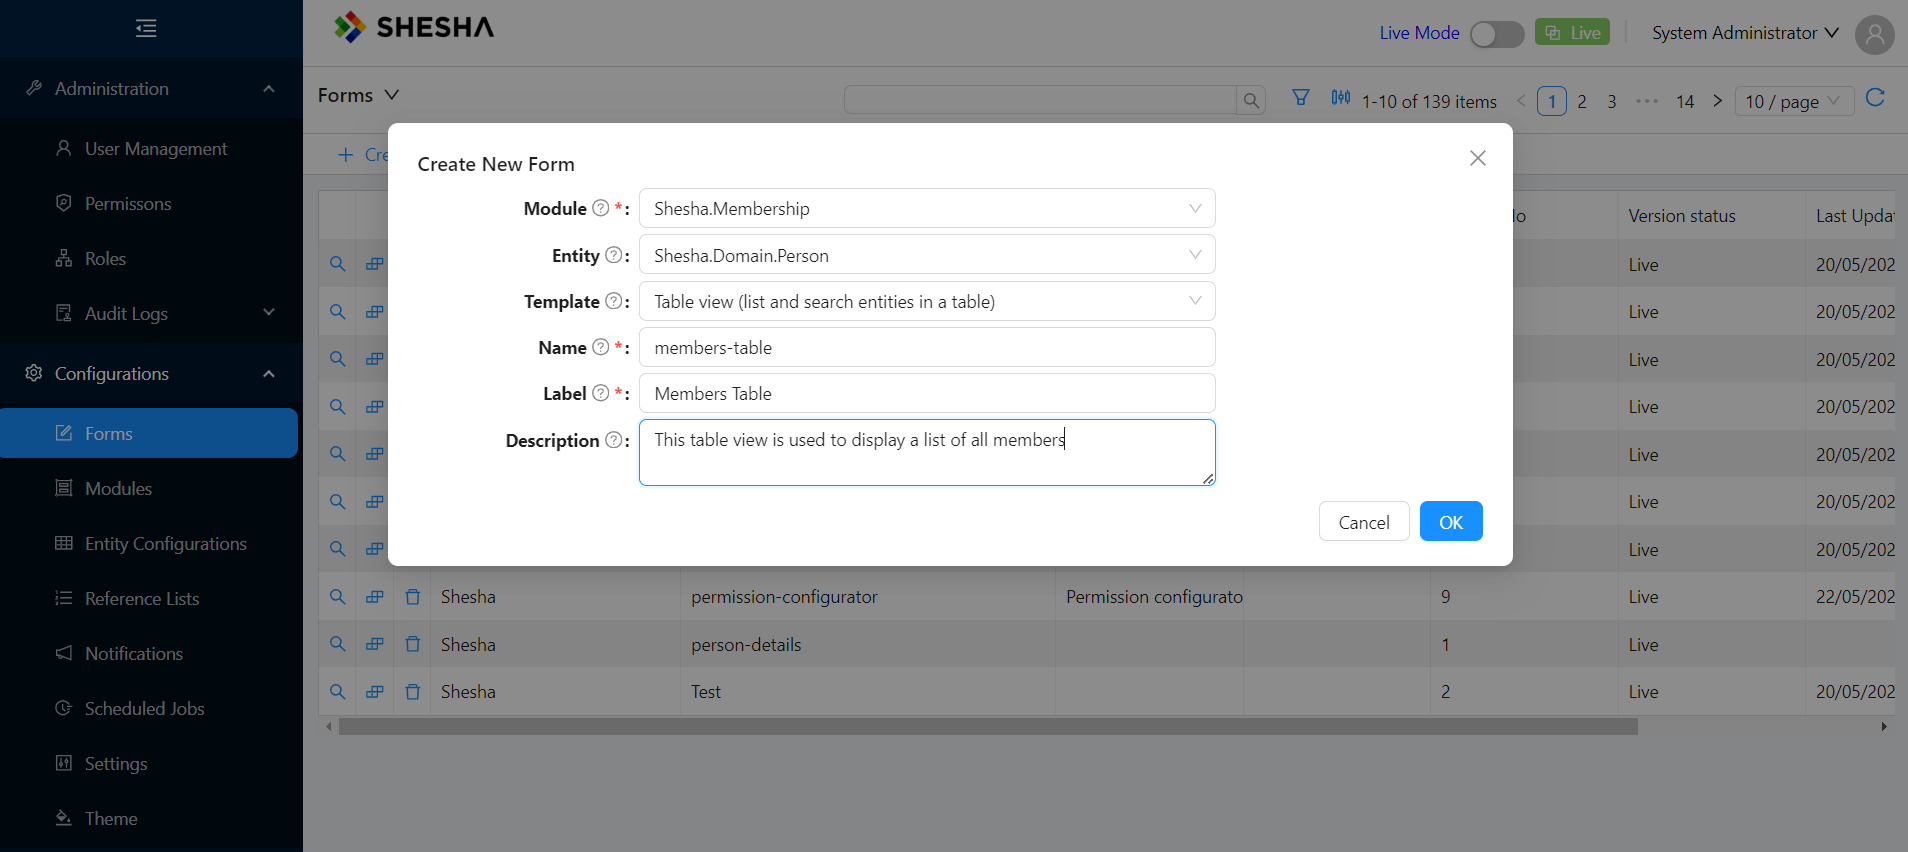 SHESHA
Live Mode
Live
System Administrator
Administration
User Management
Permissons
Roles
Audit Logs
Configurations
Forms
Modules
Entity Configurations
Reference Lists
Notifications
Scheduled Jobs
Settings
Theme
Forms
1-10 of 139 items
1 2 3 ••• 14
10 / page
+ Cre
Create New Form
Module ? * : Shesha.Membership
Entity ? : Shesha.Domain.Person
Template ? : Table view (list and search entities in a table)
Name ? * : members-table
Label ? * : Members Table
Description ? : This table view is used to display a list of all members
Cancel OK
Version status Last Upda
Live 20/05/202
Live 20/05/202
Live 20/05/202
Live 20/05/202
Live 20/05/202
Live 20/05/202
Live 20/05/202
Shesha permission-configurator Permission configurato 9 Live 22/05/202
Shesha person-details 1 Live
Shesha Test 2 Live 20/05/202